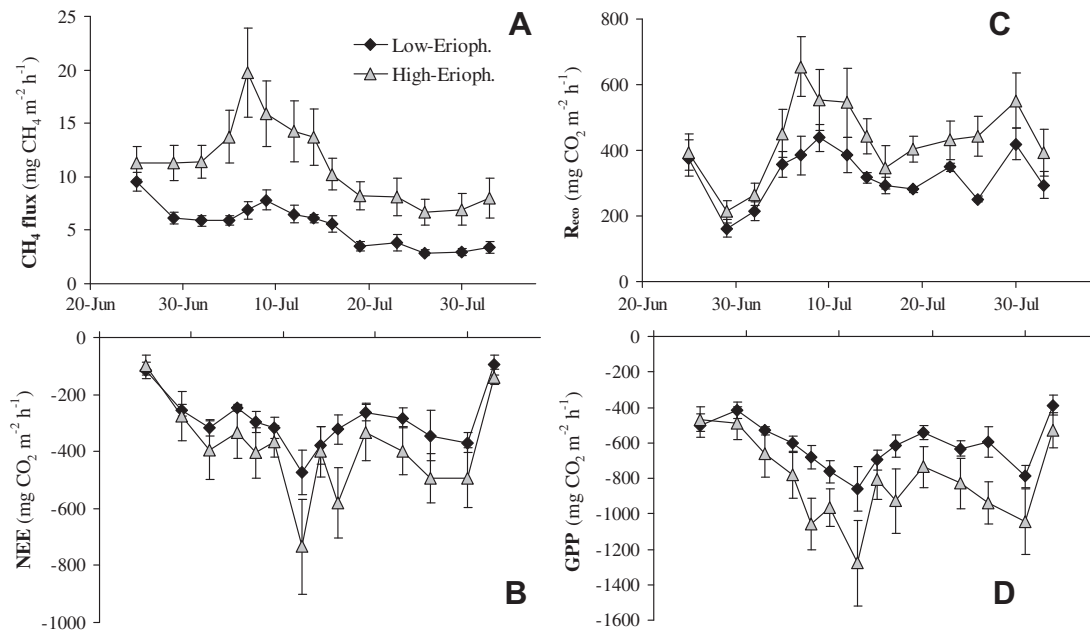 A
CH₄ flux (mg CH₄ m⁻² h⁻¹)
25
20
15
10
5
0
Low-Erioph.
High-Erioph.
20-Jun 30-Jun 10-Jul 20-Jul 30-Jul
C
R_eco (mg CO₂ m⁻² h⁻¹)
800
600
400
200
0
20-Jun 30-Jun 10-Jul 20-Jul 30-Jul
B
NEE (mg CO₂ m⁻² h⁻¹)
0
-200
-400
-600
-800
-1000
D
GPP (mg CO₂ m⁻² h⁻¹)
0
-200
-400
-600
-800
-1000
-1200
-1400
-1600